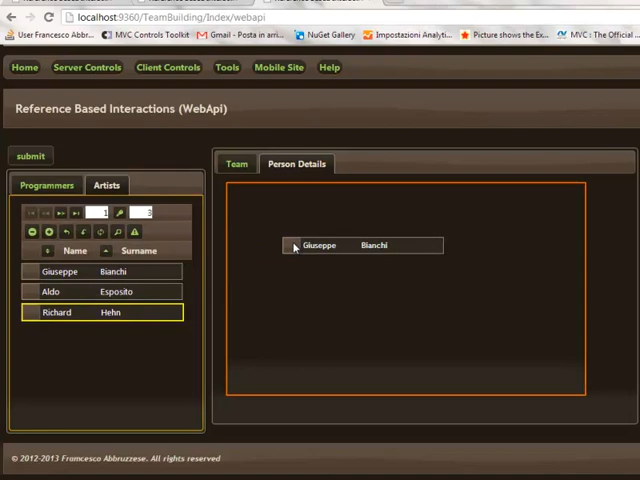 localhost:9360/TeamBuilding/Index/webapi
User Francesco Abbr... MVC Controls Toolkit Gmail - Posta in arri... NuGet Gallery Impostazioni Analyti... Picture shows the Ex... MVC : The Official ...
Home Server Controls Client Controls Tools Mobile Site Help
Reference Based Interactions (WebApi)
submit
Programmers Artists
1 3
Name Surname
Giuseppe Bianchi
Aldo Esposito
Richard Hehn
Team Person Details
Giuseppe Bianchi
© 2012-2013 Francesco Abbruzzese. All rights reserved